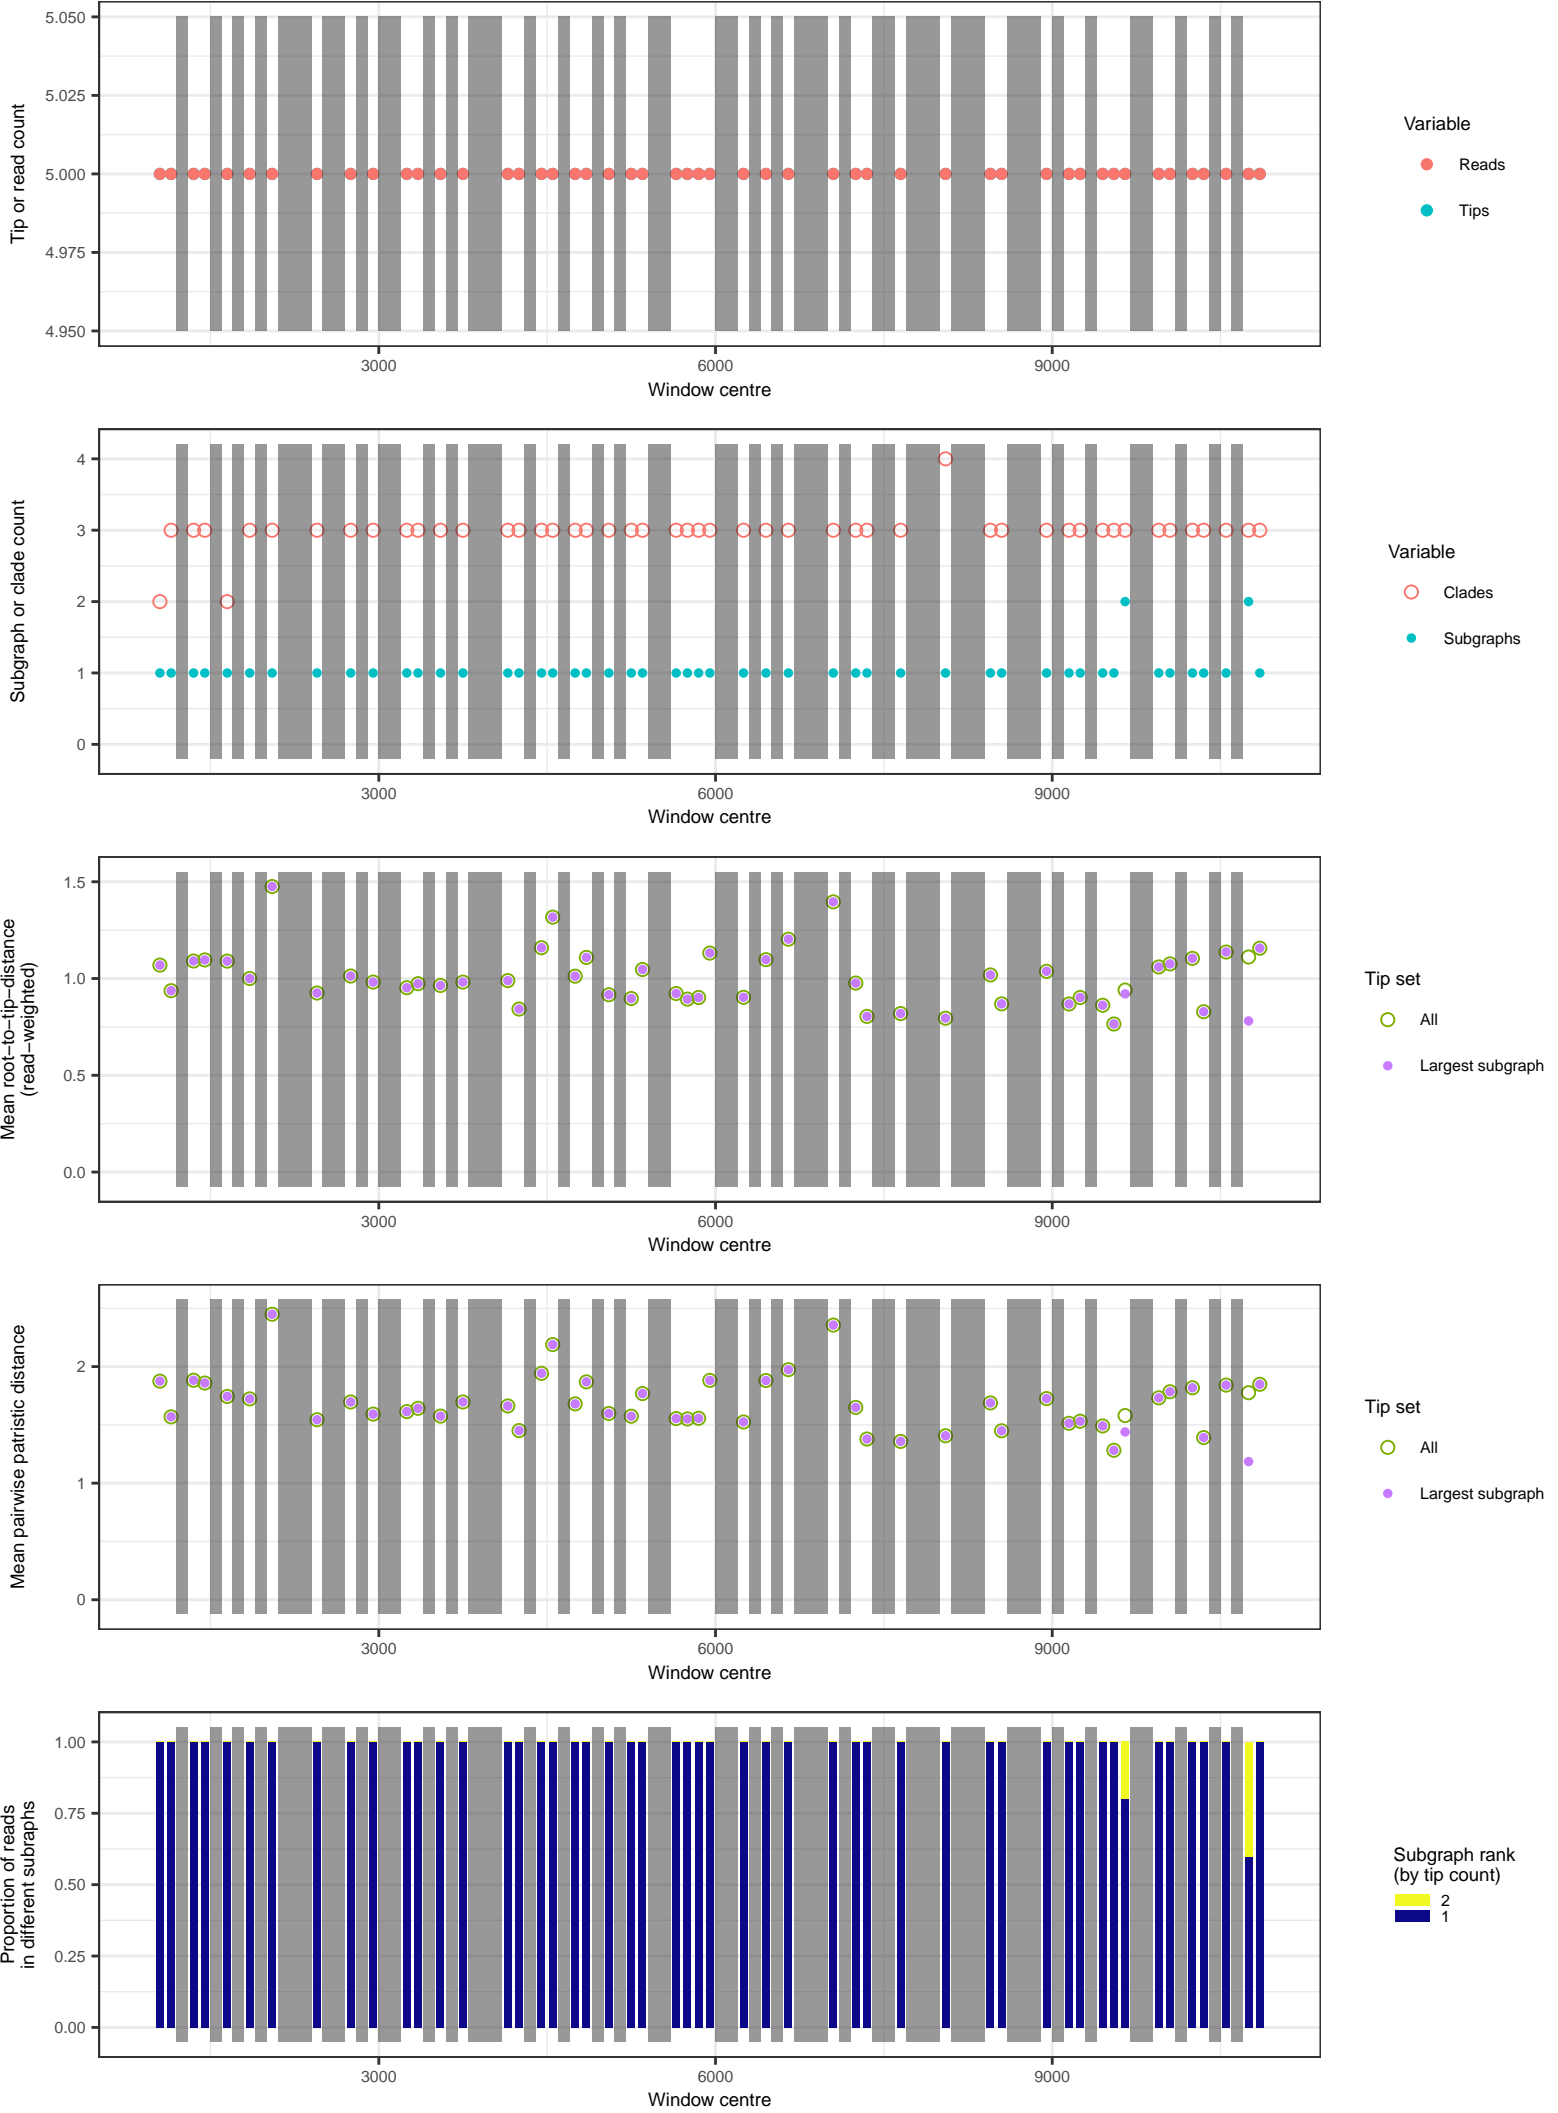 5.050
5.025
5.000
4.975
4.950
Tip or read count
3000 6000 9000
Window centre
Variable
Reads
Tips
4
3
2
1
0
Subgraph or clade count
3000 6000 9000
Window centre
Variable
Clades
Subgraphs
1.5
1.0
0.5
0.0
Mean root−to−tip−distance
(read−weighted)
3000 6000 9000
Window centre
Tip set
All
Largest subgraph
2
1
0
Mean pairwise patristic distance
3000 6000 9000
Window centre
Tip set
All
Largest subgraph
1.00
0.75
0.50
0.25
0.00
Proportion of reads
in different subraphs
3000 6000 9000
Window centre
Subgraph rank
(by tip count)
2
1